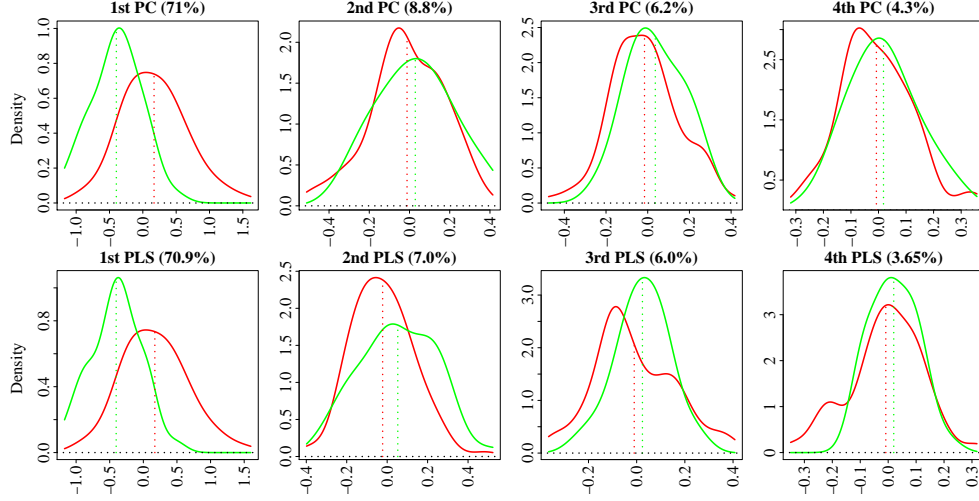 1st PC (71%)
2nd PC (8.8%)
3rd PC (6.2%)
4th PC (4.3%)
Density
0.0 0.2 0.4 0.6 0.8 1.0
−1.0 −0.5 0.0 0.5 1.0 1.5
0.0 0.5 1.0 1.5 2.0
−0.4 −0.2 0.0 0.2 0.4
0.0 0.5 1.0 1.5 2.0 2.5
−0.4 −0.2 0.0 0.2 0.4
0.5 1.5 2.5
−0.3 −0.2 −0.1 0.0 0.1 0.2 0.3
1st PLS (70.9%)
2nd PLS (7.0%)
3rd PLS (6.0%)
4th PLS (3.65%)
Density
0.0 0.4 0.8
−1.0 −0.5 0.0 0.5 1.0 1.5
0.0 0.5 1.0 1.5 2.0 2.5
−0.4 −0.2 0.0 0.2 0.4
0.0 1.0 2.0 3.0
−0.2 0.0 0.2 0.4
0 1 2 3
−0.3 −0.2 −0.1 0.0 0.1 0.2 0.3